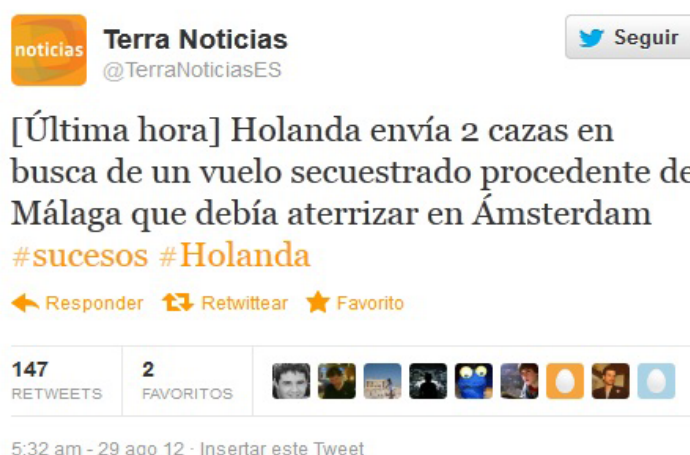 noticias
Terra Noticias
@TerraNoticiasES
Seguir
[Última hora] Holanda envía 2 cazas en
busca de un vuelo secuestrado procedente de
Málaga que debía aterrizar en Ámsterdam
#sucesos #Holanda
Responder Retwittear Favorito
147
RETWEETS
2
FAVORITOS
5:32 am - 29 ago 12 · Insertar este Tweet